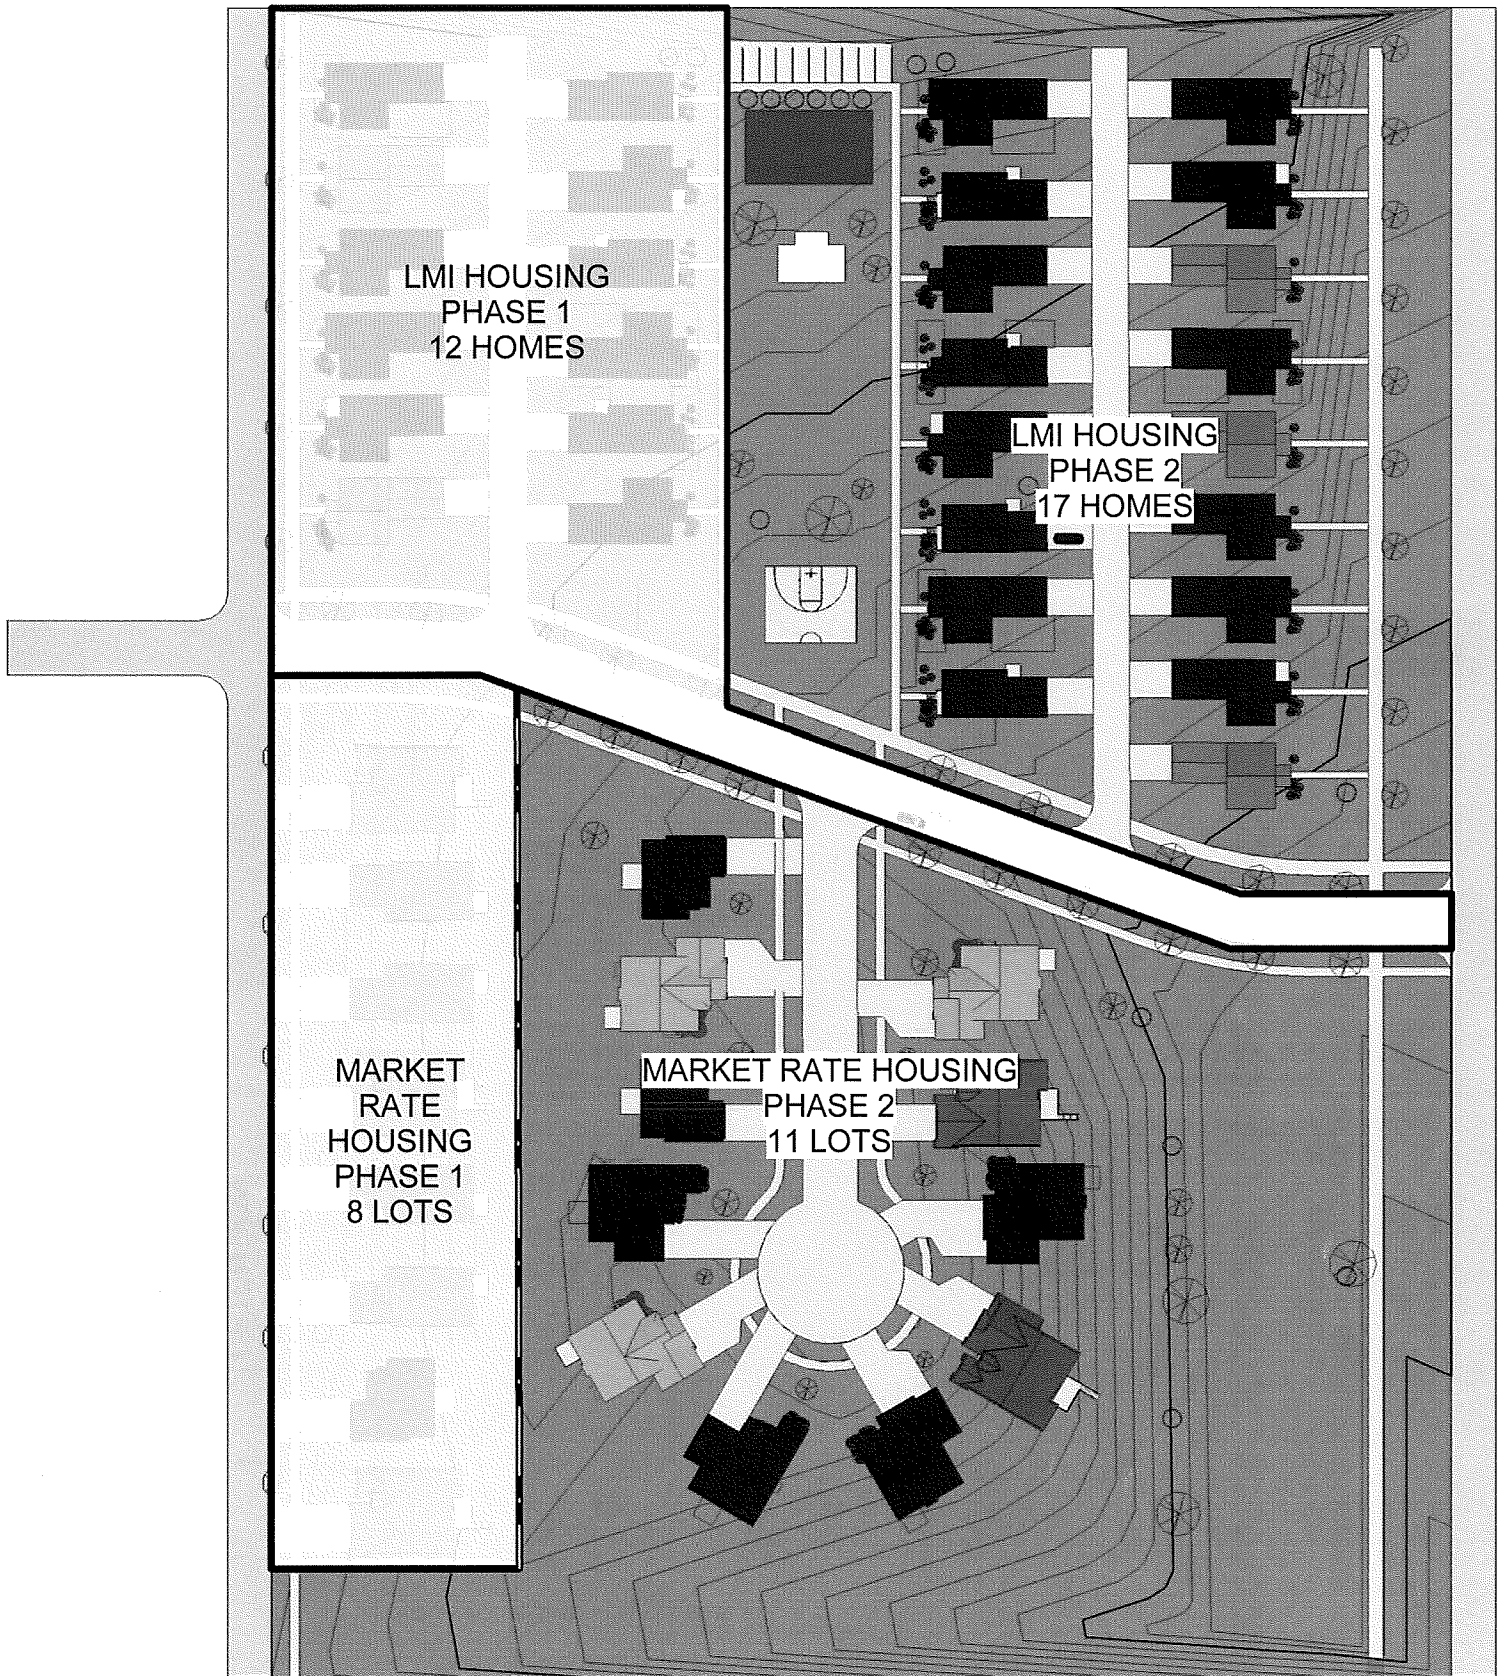 LMI HOUSING
PHASE 1
12 HOMES
LMI HOUSING
PHASE 2
17 HOMES
MARKET
RATE
HOUSING
PHASE 1
8 LOTS
MARKET RATE HOUSING
PHASE 2
11 LOTS